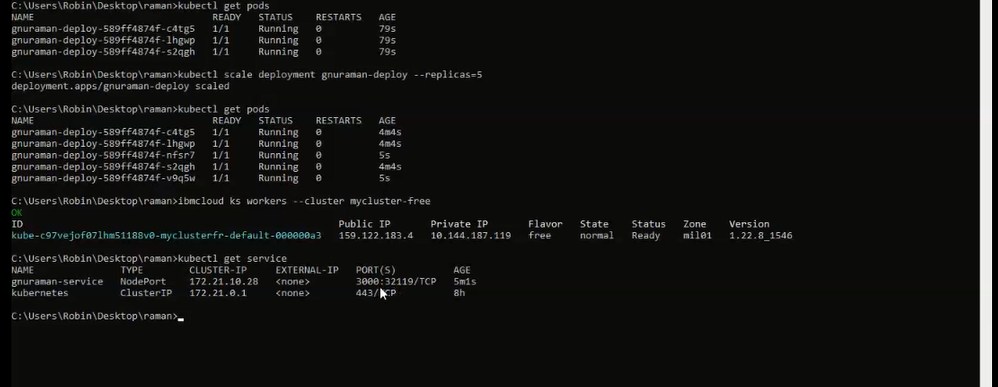 C:\Users\Robin\Desktop\raman>kubectl get pods
NAME READY STATUS RESTARTS AGE
gnuraman-deploy-589ff4874f-c4tg5 1/1 Running 0 79s
gnuraman-deploy-589ff4874f-lhgwp 1/1 Running 0 79s
gnuraman-deploy-589ff4874f-s2qgh 1/1 Running 0 79s
C:\Users\Robin\Desktop\raman>kubectl scale deployment gnuraman-deploy --replicas=5
deployment.apps/gnuraman-deploy scaled
C:\Users\Robin\Desktop\raman>kubectl get pods
NAME READY STATUS RESTARTS AGE
gnuraman-deploy-589ff4874f-c4tg5 1/1 Running 0 4m4s
gnuraman-deploy-589ff4874f-lhgwp 1/1 Running 0 4m4s
gnuraman-deploy-589ff4874f-nfsr7 1/1 Running 0 5s
gnuraman-deploy-589ff4874f-s2qgh 1/1 Running 0 4m4s
gnuraman-deploy-589ff4874f-v9q5w 1/1 Running 0 5s
C:\Users\Robin\Desktop\raman>ibmcloud ks workers --cluster mycluster-free
OK
ID Public IP Private IP Flavor State Status Zone Version
kube-c97vejof07lhm51188v0-myclusterfr-default-000000a3 159.122.183.4 10.144.187.119 free normal Ready mil01 1.22.8_1546
C:\Users\Robin\Desktop\raman>kubectl get service
NAME TYPE CLUSTER-IP EXTERNAL-IP PORT(S) AGE
gnuraman-service NodePort 172.21.10.28 <none> 3000:32119/TCP 5m1s
kubernetes ClusterIP 172.21.0.1 <none> 443/TCP 8h
C:\Users\Robin\Desktop\raman>